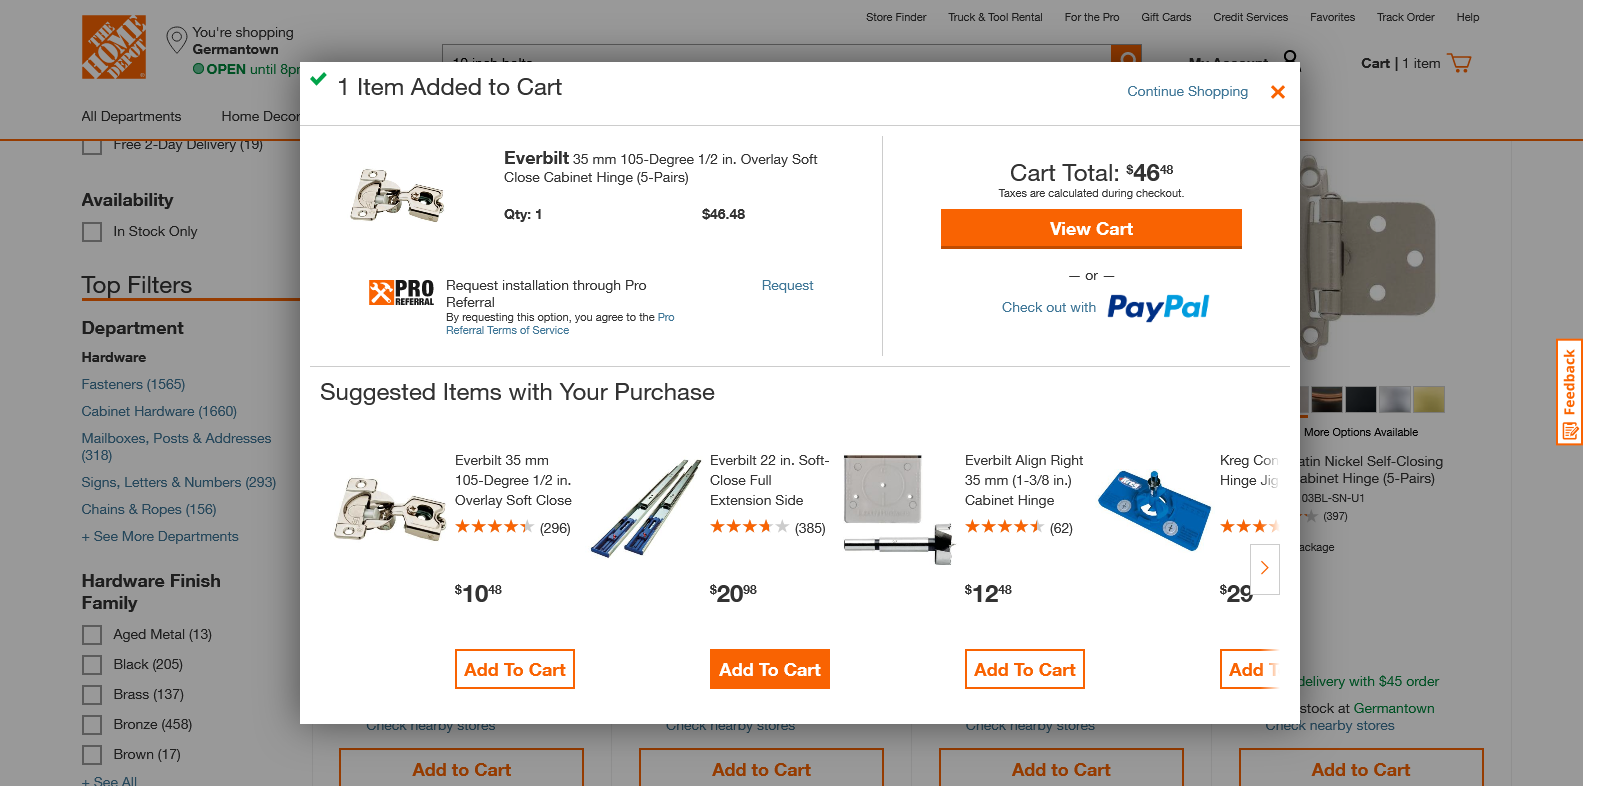 Store Finder
Truck & Tool Rental
For the Pro
Gift Cards
Credit Services
Favorites
Track Order
Help
THE HOME DEPOT
You're shopping
Germantown
OPEN until 8pm
My Account
Cart | 1 item
All Departments
Home Decor
1 Item Added to Cart
Continue Shopping
Everbilt 35 mm 105-Degree 1/2 in. Overlay Soft
Close Cabinet Hinge (5-Pairs)
Qty: 1
$46.48
PRO
REFERRAL
Request installation through Pro
Referral
By requesting this option, you agree to the Pro
Referral Terms of Service
Request
Cart Total: $46 48
Taxes are calculated during checkout.
View Cart
— or —
Check out with PayPal
Suggested Items with Your Purchase
Everbilt 35 mm
105-Degree 1/2 in.
Overlay Soft Close
(296)
$10 48
Add To Cart
Everbilt 22 in. Soft-
Close Full
Extension Side
(385)
$20 98
Add To Cart
Everbilt Align Right
35 mm (1-3/8 in.)
Cabinet Hinge
(62)
$12 48
Add To Cart
Kreg
Kreg Con
Hinge Jig
$29
Add T
Free 2-Day Delivery (19)
Availability
In Stock Only
Top Filters
Department
Hardware
Fasteners (1565)
Cabinet Hardware (1660)
Mailboxes, Posts & Addresses
(318)
Signs, Letters & Numbers (293)
Chains & Ropes (156)
+ See More Departments
Hardware Finish
Family
Aged Metal (13)
Black (205)
Brass (137)
Bronze (458)
Brown (17)
+ See All
More Options Available
atin Nickel Self-Closing
abinet Hinge (5-Pairs)
03BL-SN-U1
(397)
ackage
delivery with $45 order
stock at Germantown
Check nearby stores
Check nearby stores
Check nearby stores
Check nearby stores
Add to Cart
Add to Cart
Add to Cart
Add to Cart
Feedback